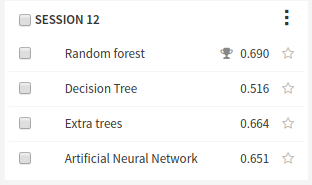 SESSION 12
Random forest 0.690
Decision Tree 0.516
Extra trees 0.664
Artificial Neural Network 0.651